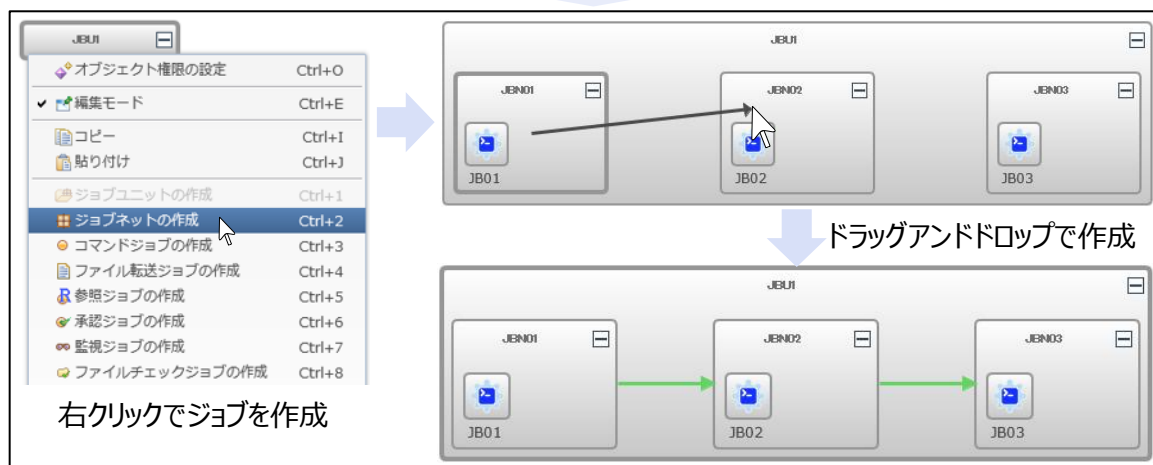 JBU1
オブジェクト権限の設定 Ctrl+O
編集モード Ctrl+E
コピー Ctrl+I
貼り付け Ctrl+J
ジョブユニットの作成 Ctrl+1
ジョブネットの作成 Ctrl+2
コマンドジョブの作成 Ctrl+3
ファイル転送ジョブの作成 Ctrl+4
参照ジョブの作成 Ctrl+5
承認ジョブの作成 Ctrl+6
監視ジョブの作成 Ctrl+7
ファイルチェックジョブの作成 Ctrl+8
右クリックでジョブを作成
JBU1
JBN01 JBN02 JBN03
JB01 JB02 JB03
ドラッグアンドドロップで作成
JBU1
JBN01 JBN02 JBN03
JB01 JB02 JB03